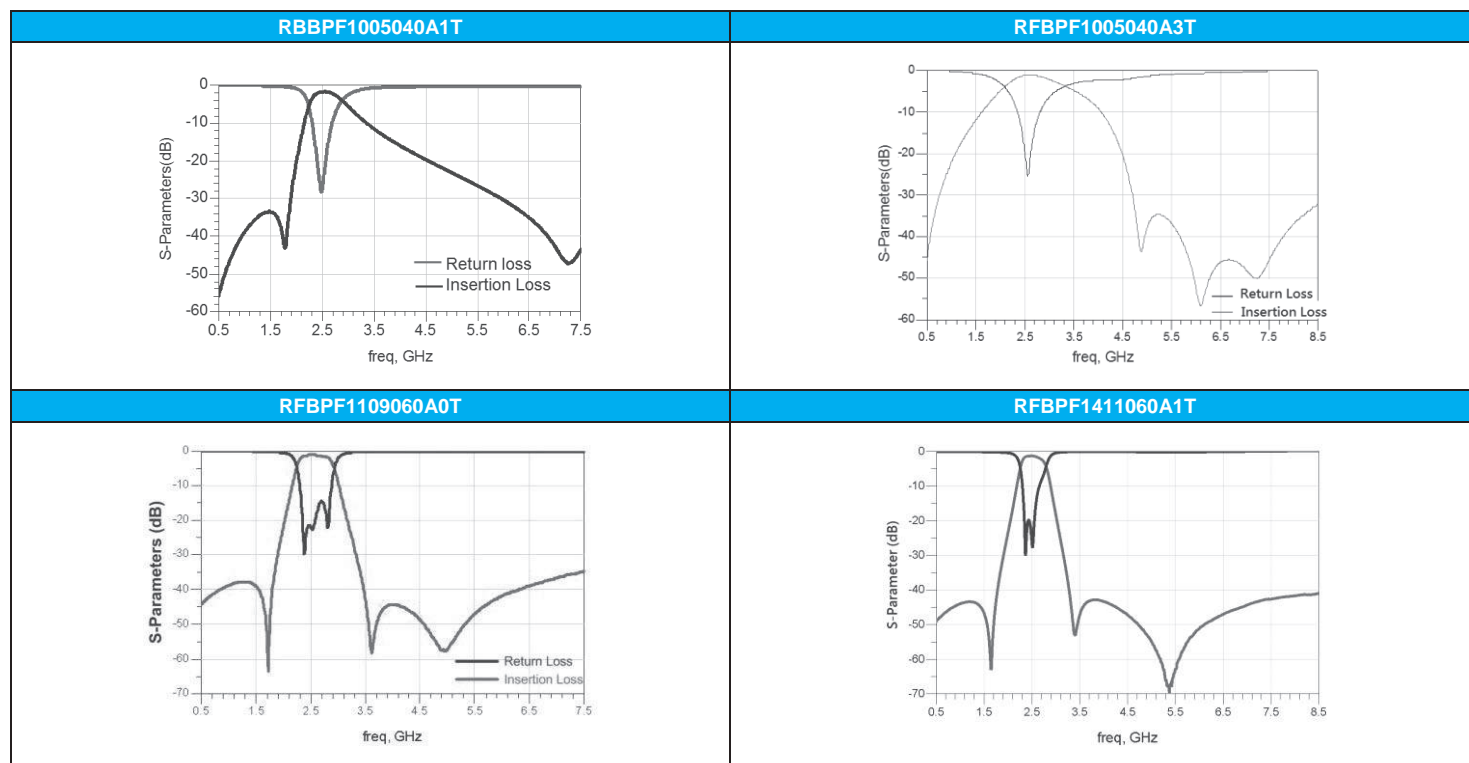 RBBPF1005040A1T
RFBPF1005040A3T
0
-10
-20
-30
-40
-50
-60
S-Parameters(dB)
Return loss
Insertion Loss
0.5 1.5 2.5 3.5 4.5 5.5 6.5 7.5
freq, GHz
0
-10
-20
-30
-40
-50
-60
S-Parameters(dB)
Return Loss
Insertion Loss
0.5 1.5 2.5 3.5 4.5 5.5 6.5 7.5 8.5
freq, GHz
RFBPF1109060A0T
RFBPF1411060A1T
0
-10
-20
-30
-40
-50
-60
-70
S-Parameters (dB)
Return Loss
Insertion Loss
0.5 1.5 2.5 3.5 4.5 5.5 6.5 7.5
freq, GHz
0
-10
-20
-30
-40
-50
-60
-70
S-Parameter (dB)
0.5 1.5 2.5 3.5 4.5 5.5 6.5 7.5 8.5
freq, GHz